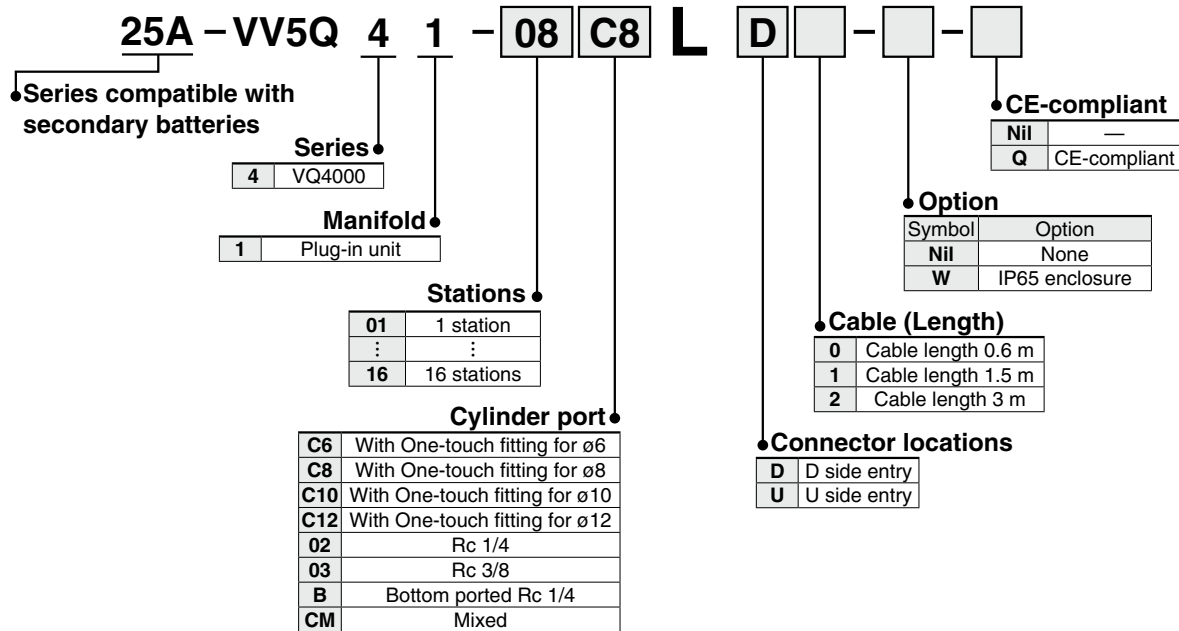 25A – VV5Q 4 1 – 08 C8 L D – –
Series compatible with
secondary batteries
CE-compliant
Nil —
Q CE-compliant
Series
4 VQ4000
Option
Symbol Option
Nil None
W IP65 enclosure
Manifold
1 Plug-in unit
Stations
01 1 station
⋮ ⋮
16 16 stations
Cable (Length)
0 Cable length 0.6 m
1 Cable length 1.5 m
2 Cable length 3 m
Cylinder port
C6 With One-touch fitting for ø6
C8 With One-touch fitting for ø8
C10 With One-touch fitting for ø10
C12 With One-touch fitting for ø12
02 Rc 1/4
03 Rc 3/8
B Bottom ported Rc 1/4
CM Mixed
Connector locations
D D side entry
U U side entry